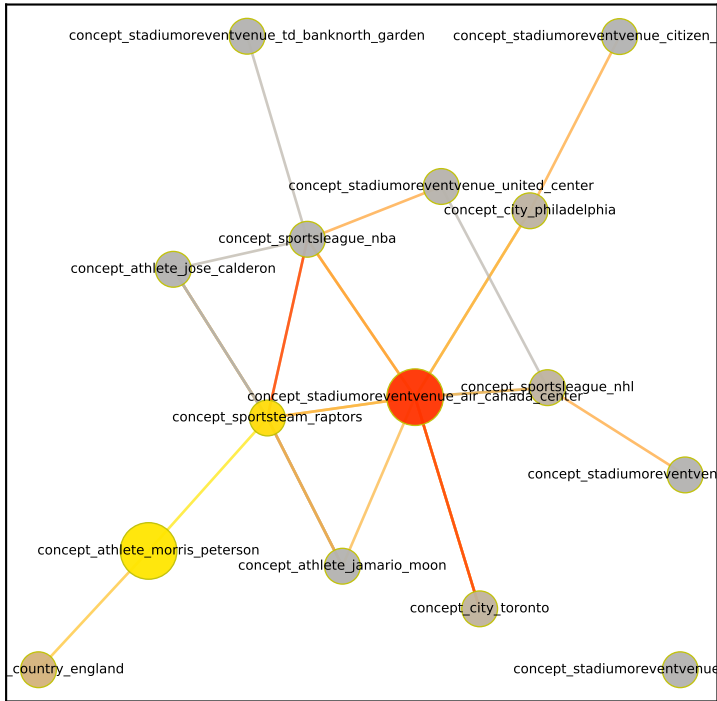 concept_stadiumoreventvenue_td_banknorth_garden
concept_stadiumoreventvenue_citizen_
concept_stadiumoreventvenue_united_center
concept_city_philadelphia
concept_sportsleague_nba
concept_athlete_jose_calderon
concept_sportsleague_nhl
concept_stadiumoreventvenue_air_canada_center
concept_sportsteam_raptors
concept_stadiumoreventven
concept_athlete_morris_peterson
concept_athlete_jamario_moon
concept_city_toronto
_country_england
concept_stadiumoreventvenue